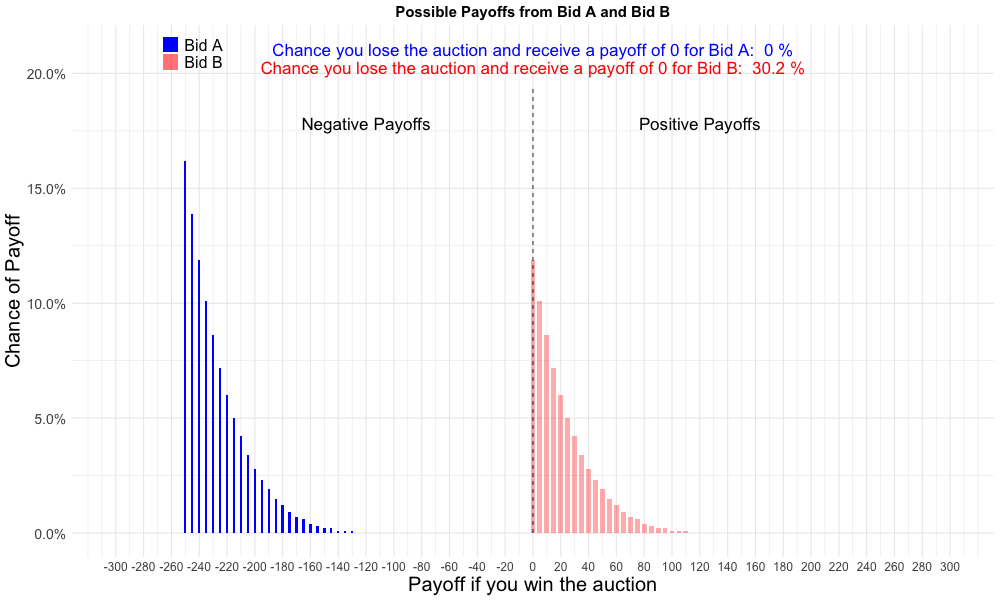 Possible Payoffs from Bid A and Bid B
Bid A
Bid B
Chance you lose the auction and receive a payoff of 0 for Bid A:  0 %
Chance you lose the auction and receive a payoff of 0 for Bid B:  30.2 %
Negative Payoffs
Positive Payoffs
Chance of Payoff
20.0%
15.0%
10.0%
5.0%
0.0%
-300 -280 -260 -240 -220 -200 -180 -160 -140 -120 -100 -80 -60 -40 -20 0 20 40 60 80 100 120 140 160 180 200 220 240 260 280 300
Payoff if you win the auction